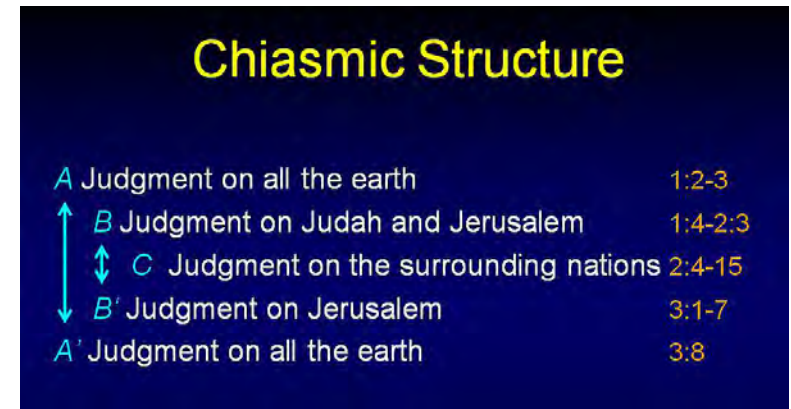 Chiasmic Structure
A Judgment on all the earth 1:2-3
B Judgment on Judah and Jerusalem 1:4-2:3
C Judgment on the surrounding nations 2:4-15
B' Judgment on Jerusalem 3:1-7
A' Judgment on all the earth 3:8